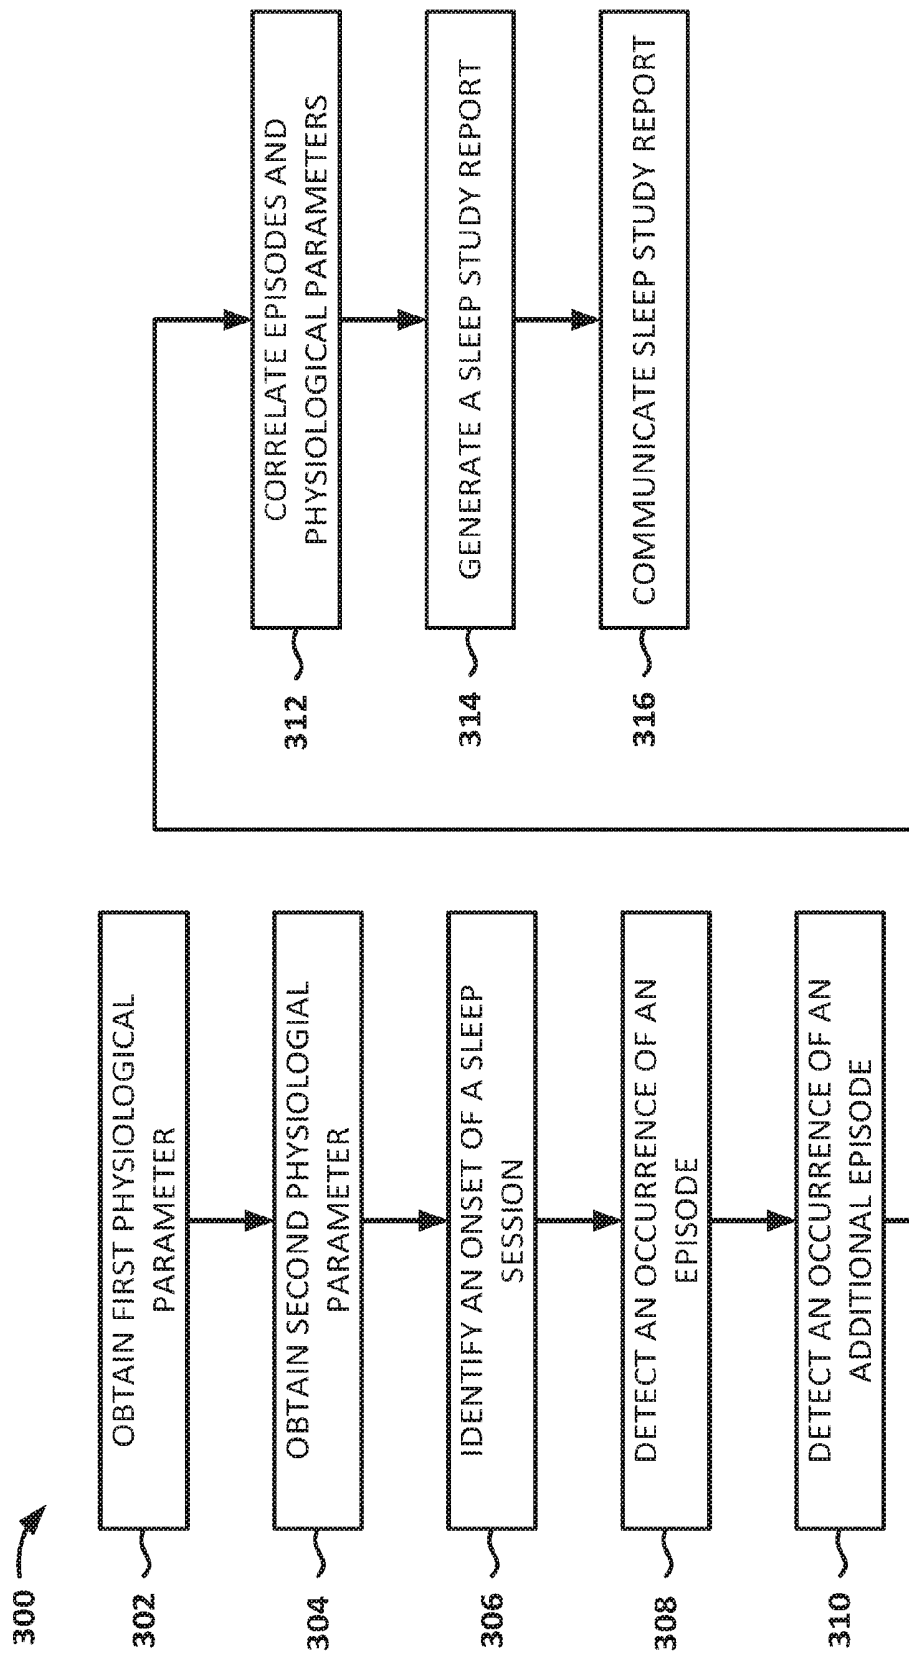 300
302
OBTAIN FIRST PHYSIOLOGICAL
PARAMETER
304
OBTAIN SECOND PHYSIOLOGIAL
PARAMETER
306
IDENTIFY AN ONSET OF A SLEEP
SESSION
308
DETECT AN OCCURRENCE OF AN
EPISODE
310
DETECT AN OCCURRENCE OF AN
ADDITIONAL EPISODE
312
CORRELATE EPISODES AND
PHYSIOLOGICAL PARAMETERS
314
GENERATE A SLEEP STUDY REPORT
316
COMMUNICATE SLEEP STUDY REPORT